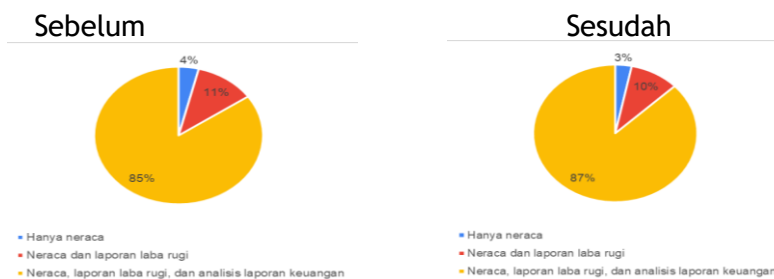 Sebelum
4%
11%
85%
Hanya neraca
Neraca dan laporan laba rugi
Neraca, laporan laba rugi, dan analisis laporan keuangan
Sesudah
3%
10%
87%
Hanya neraca
Neraca dan laporan laba rugi
Neraca, laporan laba rugi, dan analisis laporan keuangan